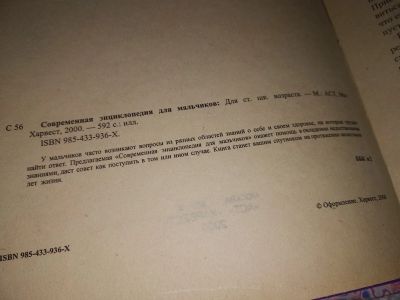 С 56 Современная энциклопедия для мальчиков: Для ст. шк. возраста. — М.: АСТ, Мн.:
Харвест, 2000. — 592 с.: илл.
ISBN 985-433-936-X.
У мальчиков часто возникают вопросы из разных областей знаний о себе и своем здоровье, на которые трудно
найти ответ. Предлагаемая «Современная энциклопедия для мальчиков» окажет помощь в овладении недостающими
знаниями, даст совет как поступить в том или ином случае. Книга станет вашим спутником на протяжении
лет жизни.
ББК
© Оформление. Харвест, 2000
ISBN 985-433-936-X